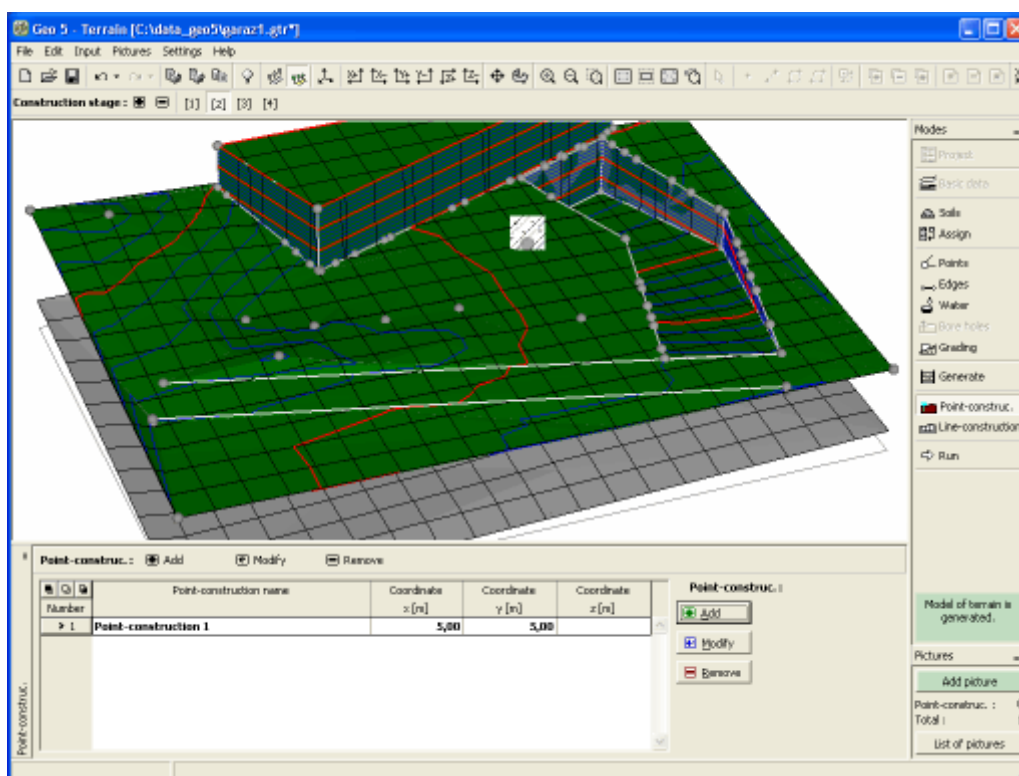 Geo 5 - Terrain [C:\data_geo5\garaz1.gtr*]
File Edit Input Pictures Settings Help
Construction stage : [1] [2] [3] [4]
Modes
Project
Basic data
Soils
Assign
Points
Edges
Water
Bore holes
Grading
Generate
Point-construc.
Line-construction
Run
Model of terrain is
generated.
Pictures
Add picture
Point-construc. :
Total :
List of pictures
Point-construc. : Add Modify Remove
Number Point-construction name Coordinate x [m] Coordinate y [m] Coordinate z [m]
> 1 Point-construction 1 5,00 5,00
Point-construc. :
Add
Modify
Remove
Point-construc.